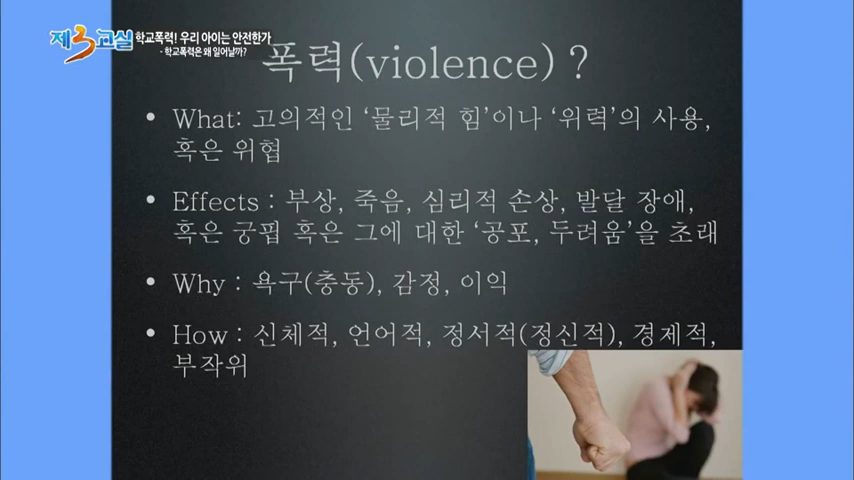 제3교실
학교폭력! 우리 아이는 안전한가
- 학교폭력은 왜 일어날까?
폭력(violence) ?
• What: 고의적인 ‘물리적 힘’이나 ‘위력’의 사용,
혹은 위협
• Effects : 부상, 죽음, 심리적 손상, 발달 장애,
혹은 궁핍 혹은 그에 대한 ‘공포, 두려움’을 초래
• Why : 욕구(충동), 감정, 이익
• How : 신체적, 언어적, 정서적(정신적), 경제적,
부작위